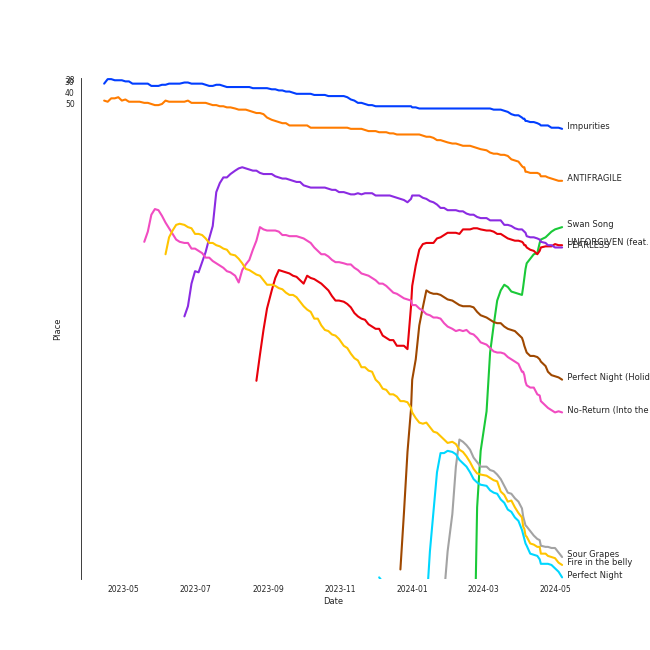 30
40
50
Impurities
ANTIFRAGILE
Swan Song
UNFORGIVEN (feat.
FEARLESS
Place
Perfect Night (Holid
No-Return (Into the
Sour Grapes
Fire in the belly
Perfect Night
2023-05 2023-07 2023-09 2023-11 2024-01 2024-03 2024-05
Date